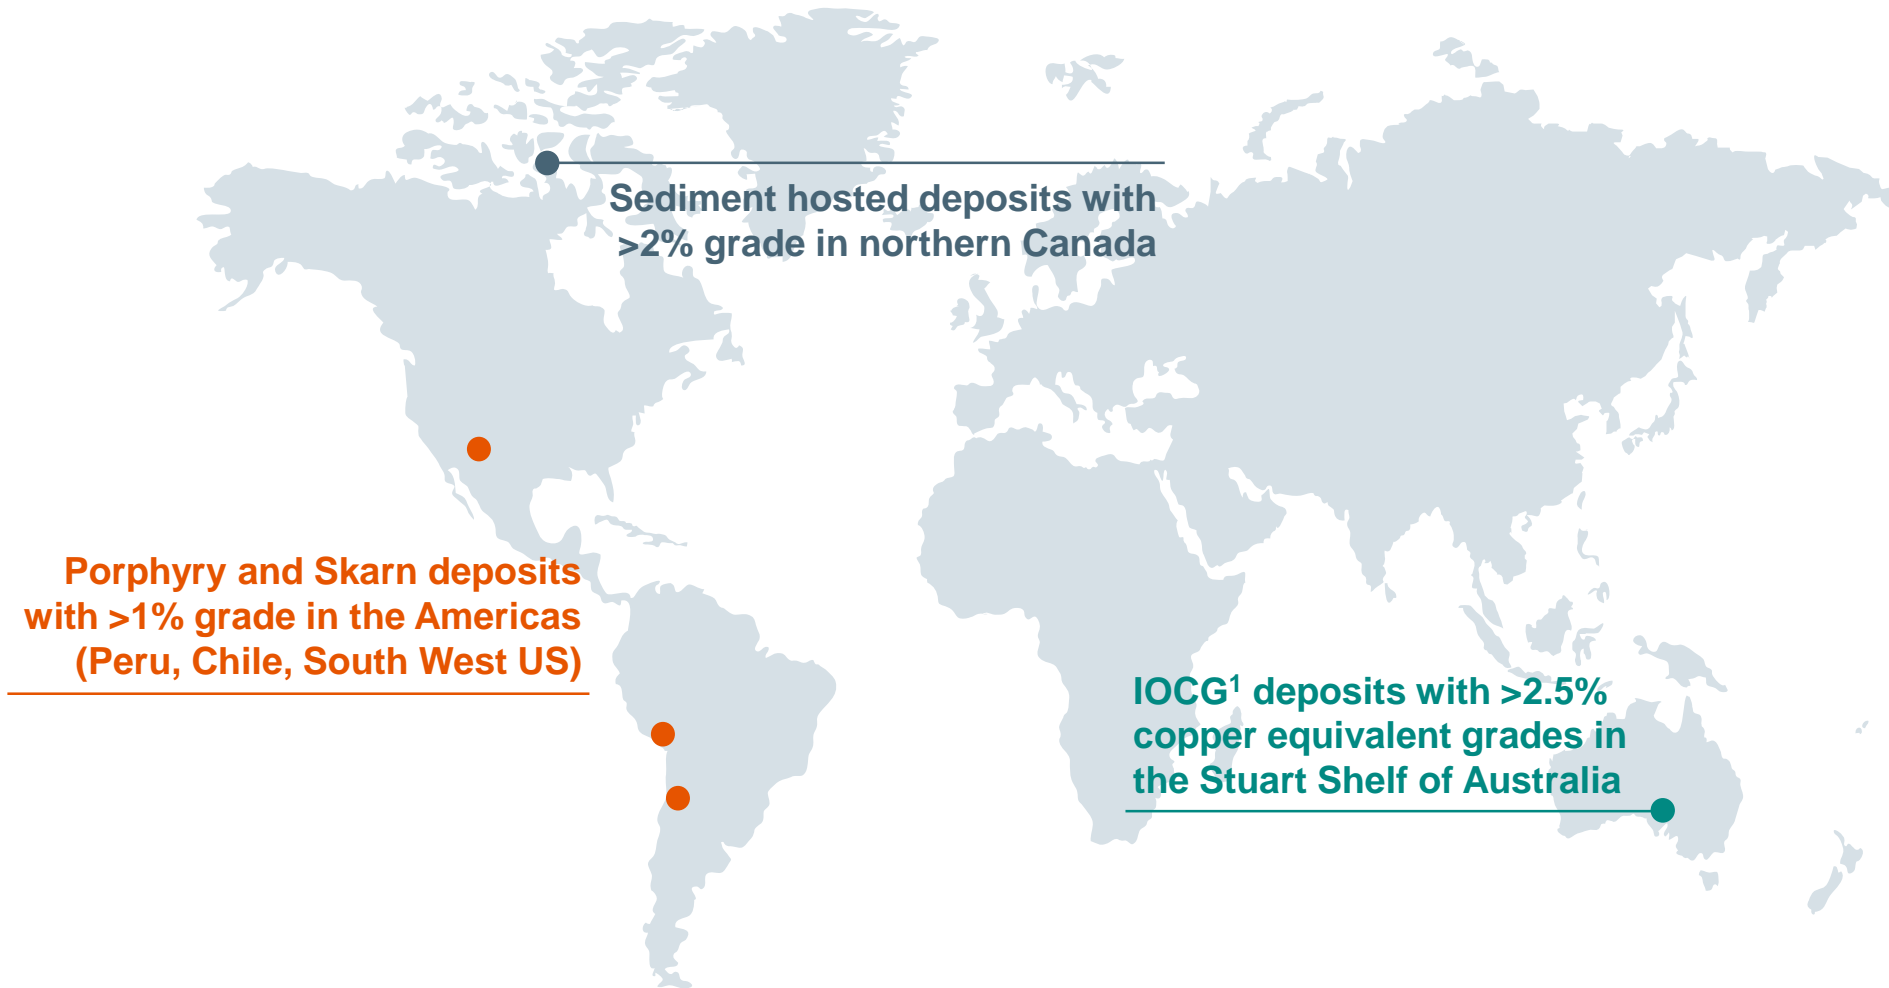 Sediment hosted deposits with
>2% grade in northern Canada
Porphyry and Skarn deposits
with >1% grade in the Americas
(Peru, Chile, South West US)
IOCG¹ deposits with >2.5%
copper equivalent grades in
the Stuart Shelf of Australia